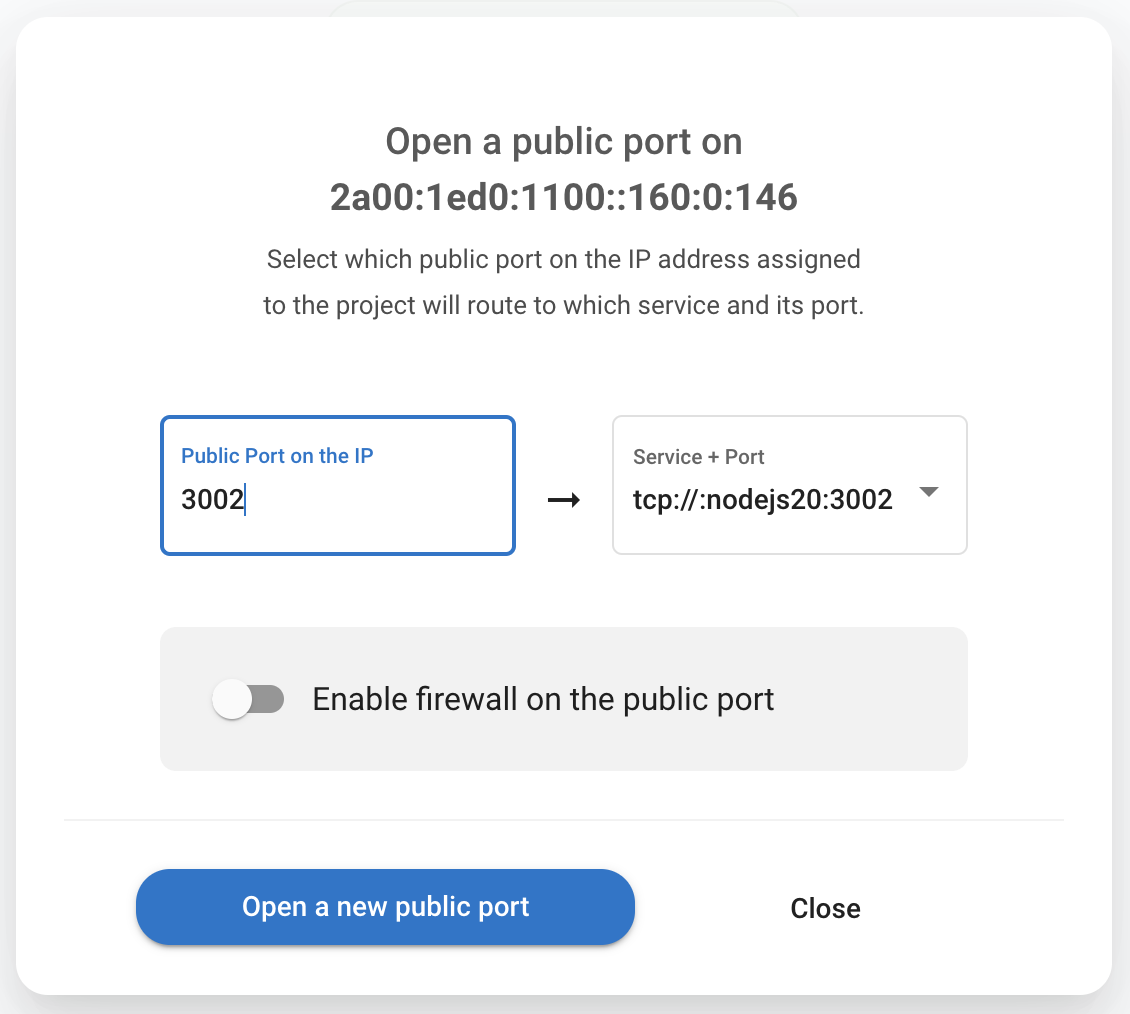 Open a public port on
2a00:1ed0:1100::160:0:146
Select which public port on the IP address assigned
to the project will route to which service and its port.
Public Port on the IP
3002
Service + Port
tcp://:nodejs20:3002
Enable firewall on the public port
Open a new public port
Close